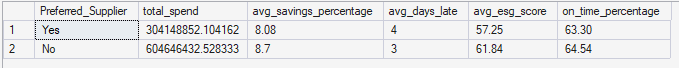 Preferred_Supplier total_spend avg_savings_percentage avg_days_late avg_esg_score on_time_percentage
1 Yes 304148852.104162 8.08 4 57.25 63.30
2 No 604646432.528333 8.7 3 61.84 64.54